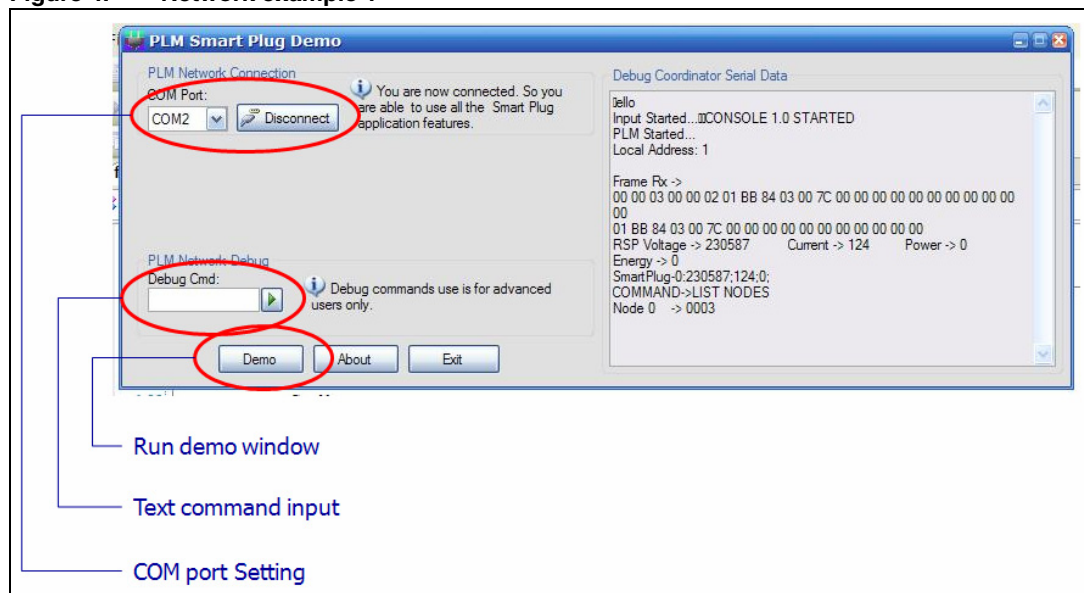 PLM Smart Plug Demo
PLM Network Connection
COM Port:
COM2
Disconnect
You are now connected. So you
are able to use all the Smart Plug
application features.
PLM Network Debug
Debug Cmd:
Debug commands use is for advanced
users only.
Demo
About
Exit
Debug Coordinator Serial Data
Input Started...
CONSOLE 1.0 STARTED
PLM Started...
Local Address: 1
Frame Rx ->
00 00 03 00 00 02 01 BB 84 03 00 7C 00 00 00 00 00 00 00 00 00 00
00
01 BB 84 03 00 7C 00 00 00 00 00 00 00 00 00 00 00
RSP Voltage -> 230587 Current -> 124 Power -> 0
Energy -> 0
SmartPlug-0:230587;124;0;
COMMAND->LIST NODES
Node 0 -> 0003
Run demo window
Text command input
COM port Setting